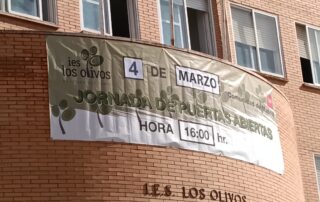 ies
los olivos
4 DE MARZO
JORNADA DE PUERTAS ABIERTAS
HORA 16:00 hr.
I.E.S LOS OLIVOS